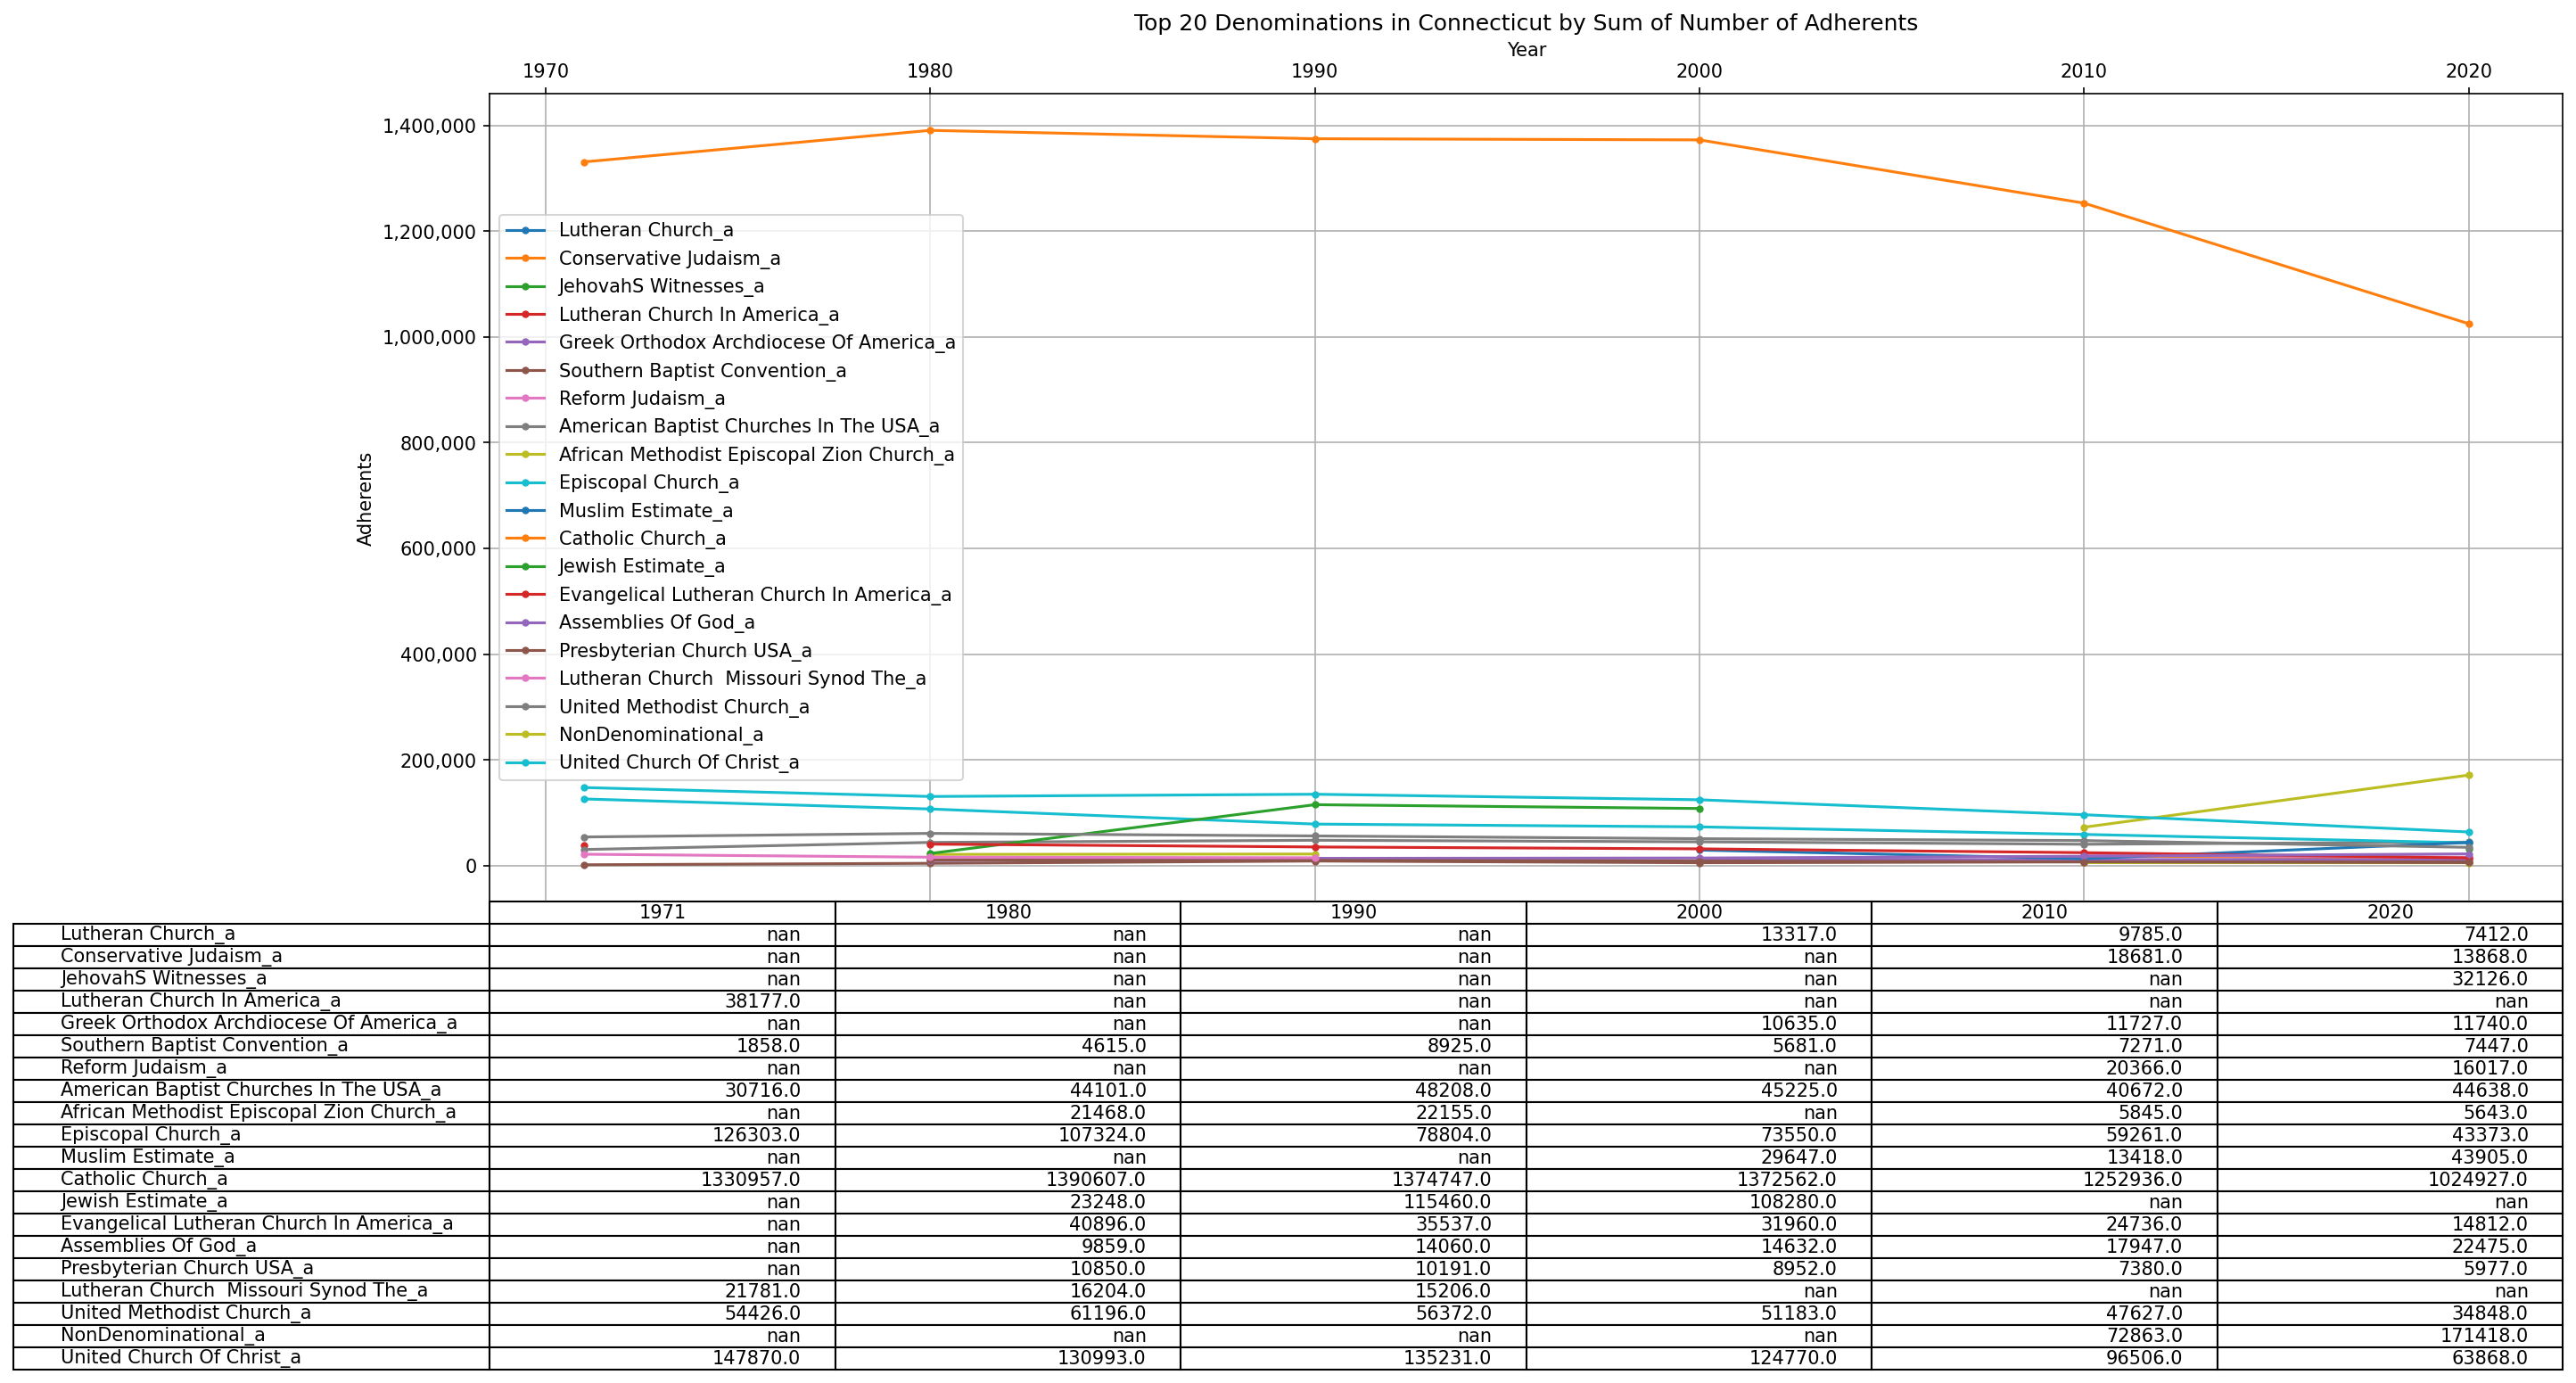 Top 20 Denominations in Connecticut by Sum of Number of Adherents
Year
1970 1980 1990 2000 2010 2020
1,400,000
1,200,000
1,000,000
800,000
600,000
400,000
200,000
0
Adherents
Lutheran Church_a
Conservative Judaism_a
JehovahS Witnesses_a
Lutheran Church In America_a
Greek Orthodox Archdiocese Of America_a
Southern Baptist Convention_a
Reform Judaism_a
American Baptist Churches In The USA_a
African Methodist Episcopal Zion Church_a
Episcopal Church_a
Muslim Estimate_a
Catholic Church_a
Jewish Estimate_a
Evangelical Lutheran Church In America_a
Assemblies Of God_a
Presbyterian Church USA_a
Lutheran Church  Missouri Synod The_a
United Methodist Church_a
NonDenominational_a
United Church Of Christ_a
1971 1980 1990 2000 2010 2020
Lutheran Church_a nan nan nan 13317.0 9785.0 7412.0
Conservative Judaism_a nan nan nan nan 18681.0 13868.0
JehovahS Witnesses_a nan nan nan nan nan 32126.0
Lutheran Church In America_a 38177.0 nan nan nan nan nan
Greek Orthodox Archdiocese Of America_a nan nan nan 10635.0 11727.0 11740.0
Southern Baptist Convention_a 1858.0 4615.0 8925.0 5681.0 7271.0 7447.0
Reform Judaism_a nan nan nan nan 20366.0 16017.0
American Baptist Churches In The USA_a 30716.0 44101.0 48208.0 45225.0 40672.0 44638.0
African Methodist Episcopal Zion Church_a nan 21468.0 22155.0 nan 5845.0 5643.0
Episcopal Church_a 126303.0 107324.0 78804.0 73550.0 59261.0 43373.0
Muslim Estimate_a nan nan nan 29647.0 13418.0 43905.0
Catholic Church_a 1330957.0 1390607.0 1374747.0 1372562.0 1252936.0 1024927.0
Jewish Estimate_a nan 23248.0 115460.0 108280.0 nan nan
Evangelical Lutheran Church In America_a nan 40896.0 35537.0 31960.0 24736.0 14812.0
Assemblies Of God_a nan 9859.0 14060.0 14632.0 17947.0 22475.0
Presbyterian Church USA_a nan 10850.0 10191.0 8952.0 7380.0 5977.0
Lutheran Church  Missouri Synod The_a 21781.0 16204.0 15206.0 nan nan nan
United Methodist Church_a 54426.0 61196.0 56372.0 51183.0 47627.0 34848.0
NonDenominational_a nan nan nan nan 72863.0 171418.0
United Church Of Christ_a 147870.0 130993.0 135231.0 124770.0 96506.0 63868.0